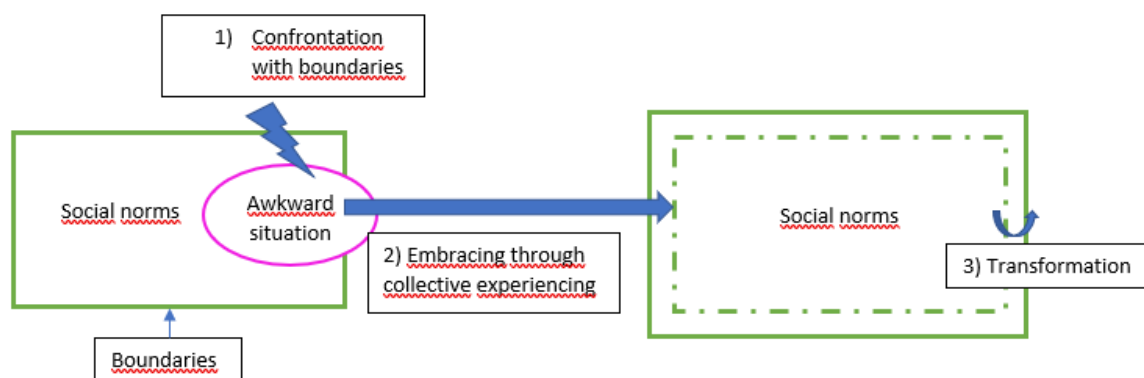 1) Confrontation
with boundaries
Social norms
Awkward
situation
2) Embracing through
collective experiencing
Boundaries
Social norms
3) Transformation